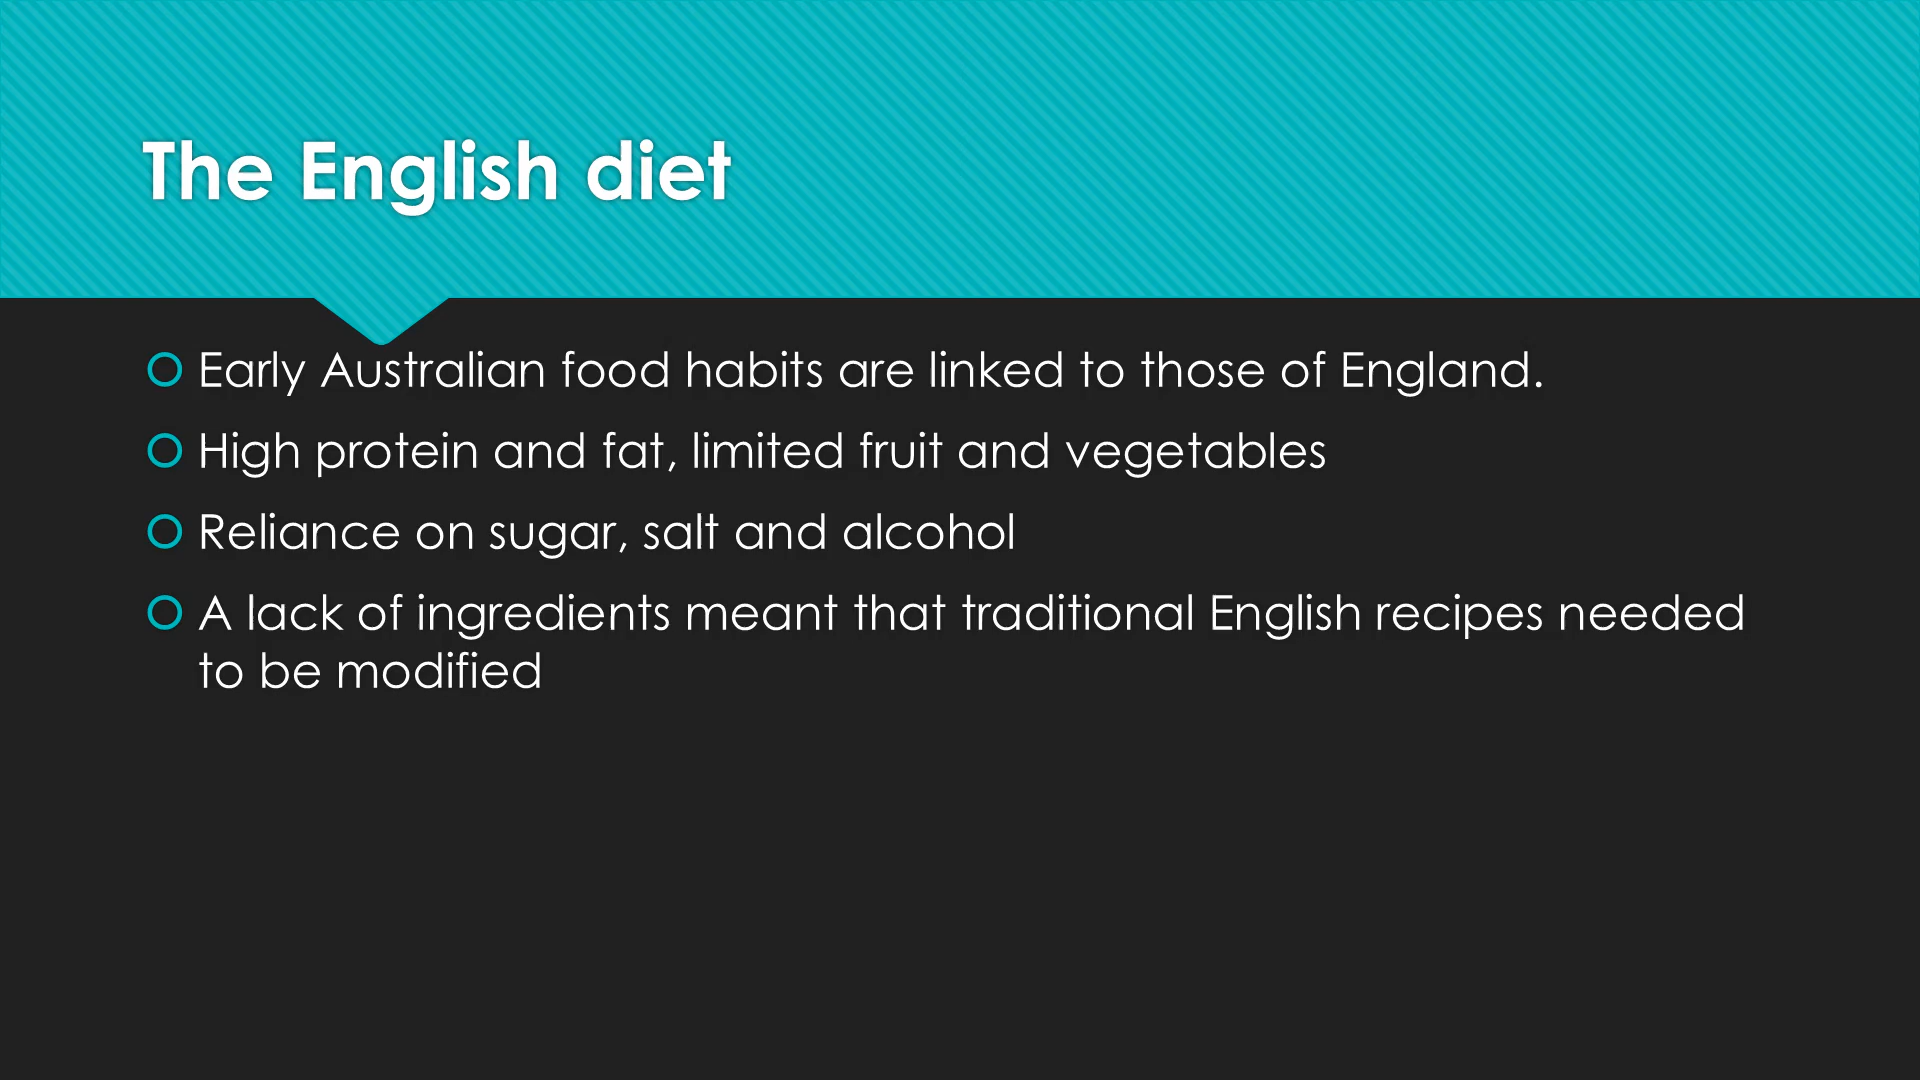 The English diet
Early Australian food habits are linked to those of England.
High protein and fat, limited fruit and vegetables
Reliance on sugar, salt and alcohol
A lack of ingredients meant that traditional English recipes needed
to be modified